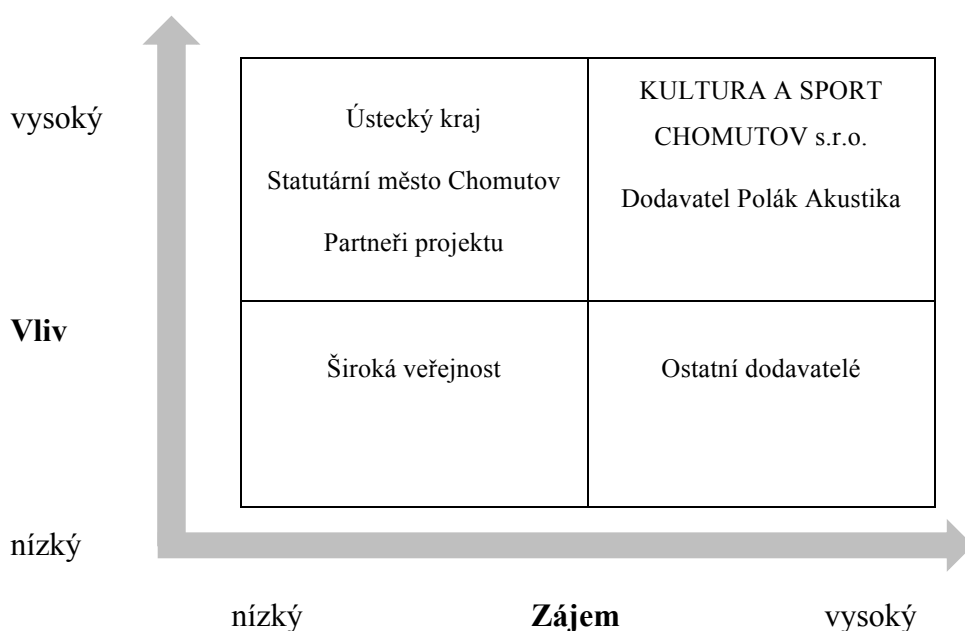 vysoký
Ústecký kraj
Statutární město Chomutov
Partneři projektu
KULTURA A SPORT
CHOMUTOV s.r.o.
Dodavatel Polák Akustika
Vliv
Široká veřejnost
Ostatní dodavatelé
nízký
nízký
Zájem
vysoký